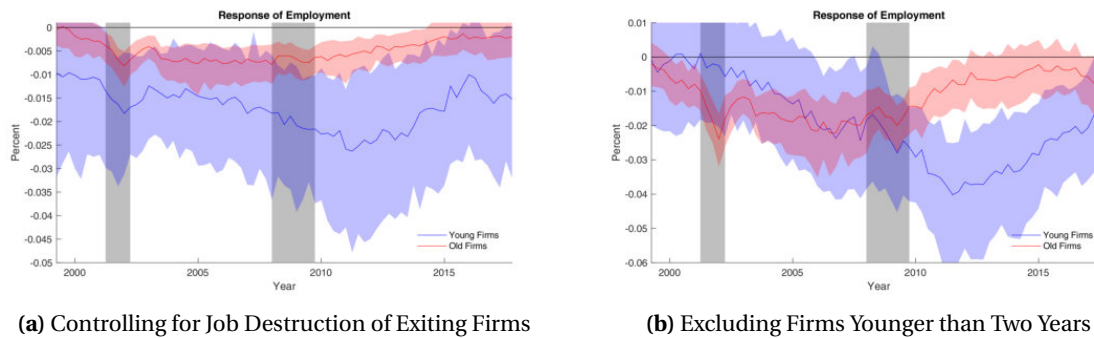 Response of Employment
0
-0.005
-0.01
-0.015
-0.02
-0.025
-0.03
-0.035
-0.04
-0.045
-0.05
Percent
2000 2005 2010 2015
Year
Young Firms
Old Firms
(a) Controlling for Job Destruction of Exiting Firms
Response of Employment
0.01
0
-0.01
-0.02
-0.03
-0.04
-0.05
-0.06
Percent
2000 2005 2010 2015
Year
Young Firms
Old Firms
(b) Excluding Firms Younger than Two Years